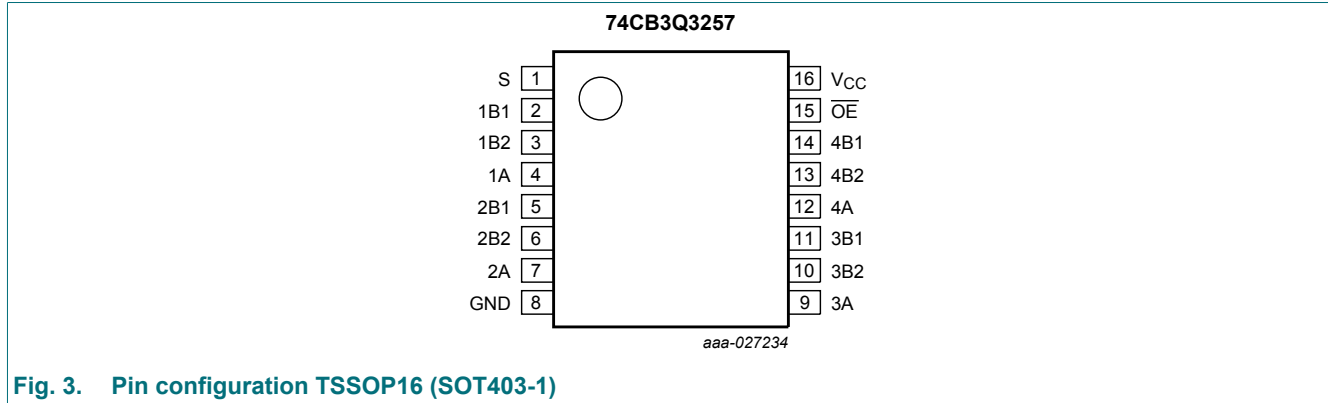 74CB3Q3257
S 1 16 VCC
1B1 2 15 OE
1B2 3 14 4B1
1A 4 13 4B2
2B1 5 12 4A
2B2 6 11 3B1
2A 7 10 3B2
GND 8 9 3A
aaa-027234
Fig. 3. Pin configuration TSSOP16 (SOT403-1)